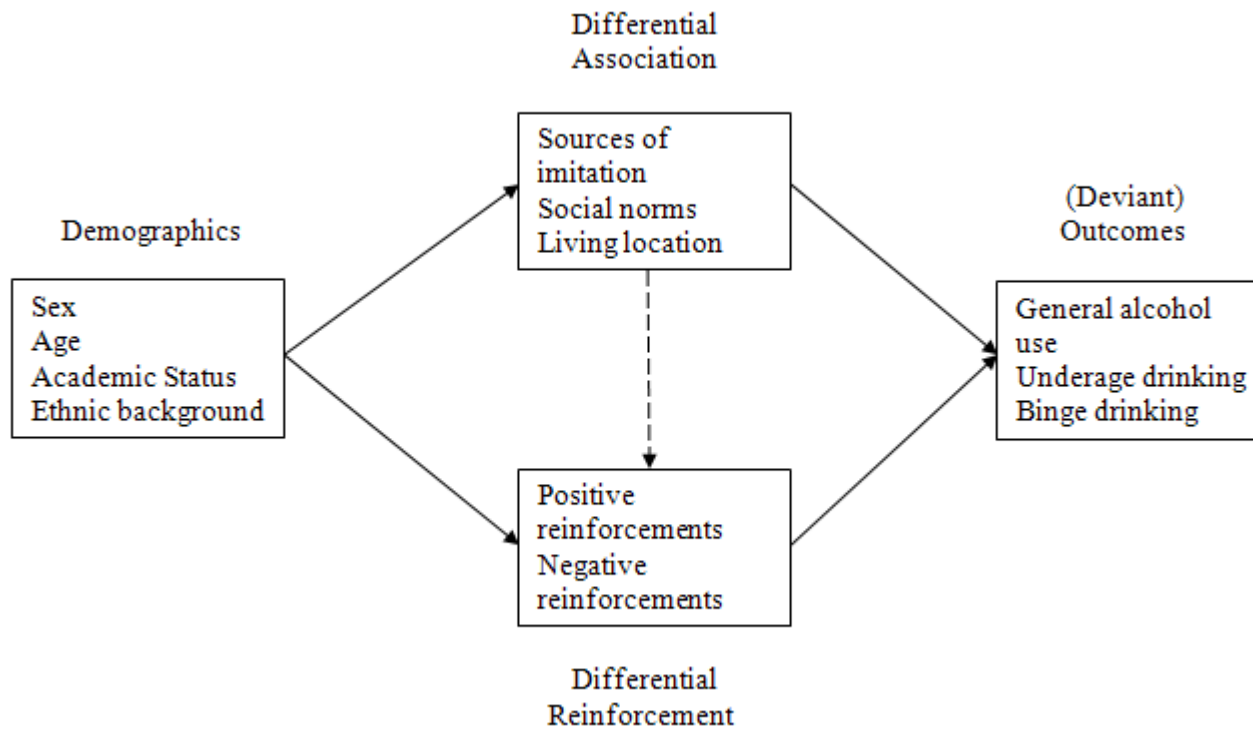 Differential
Association
Sources of
imitation
Social norms
Living location
Demographics
Sex
Age
Academic Status
Ethnic background
(Deviant)
Outcomes
General alcohol
use
Underage drinking
Binge drinking
Positive
reinforcements
Negative
reinforcements
Differential
Reinforcement